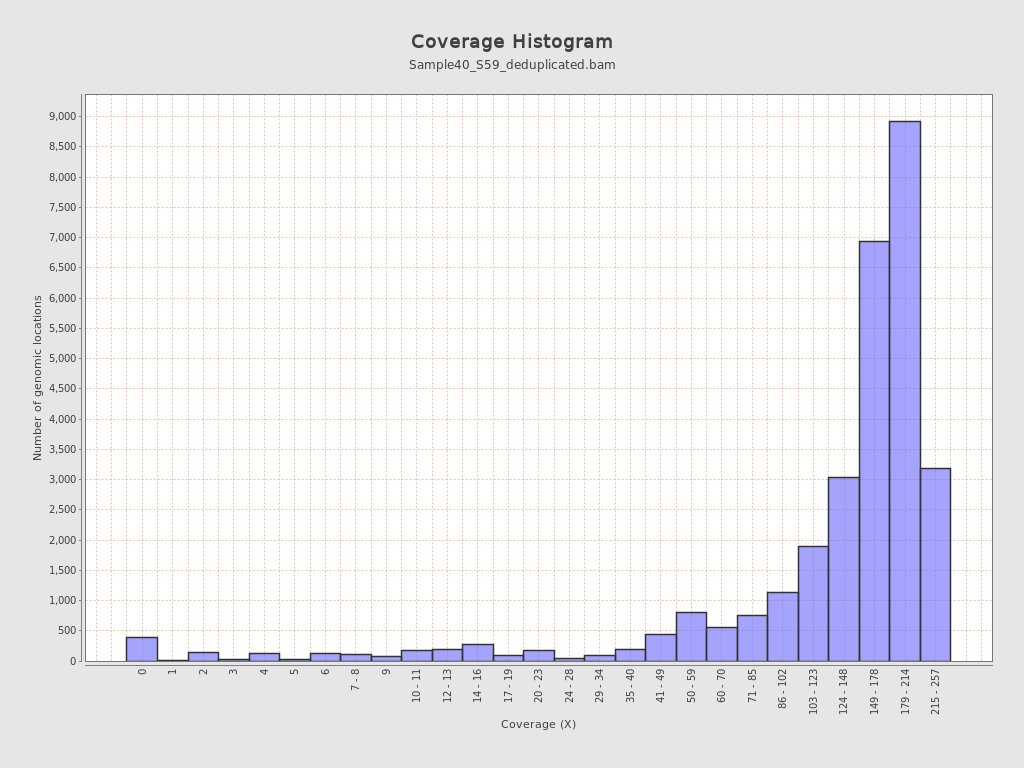 Coverage Histogram
Sample40_S59_deduplicated.bam
Number of genomic locations
9,000
8,500
8,000
7,500
7,000
6,500
6,000
5,500
5,000
4,500
4,000
3,500
3,000
2,500
2,000
1,500
1,000
500
0
0
1
2
3
4
5
6
7 - 8
9
10 - 11
12 - 13
14 - 16
17 - 19
20 - 23
24 - 28
29 - 34
35 - 40
41 - 49
50 - 59
60 - 70
71 - 85
86 - 102
103 - 123
124 - 148
149 - 178
179 - 214
215 - 257
Coverage (X)